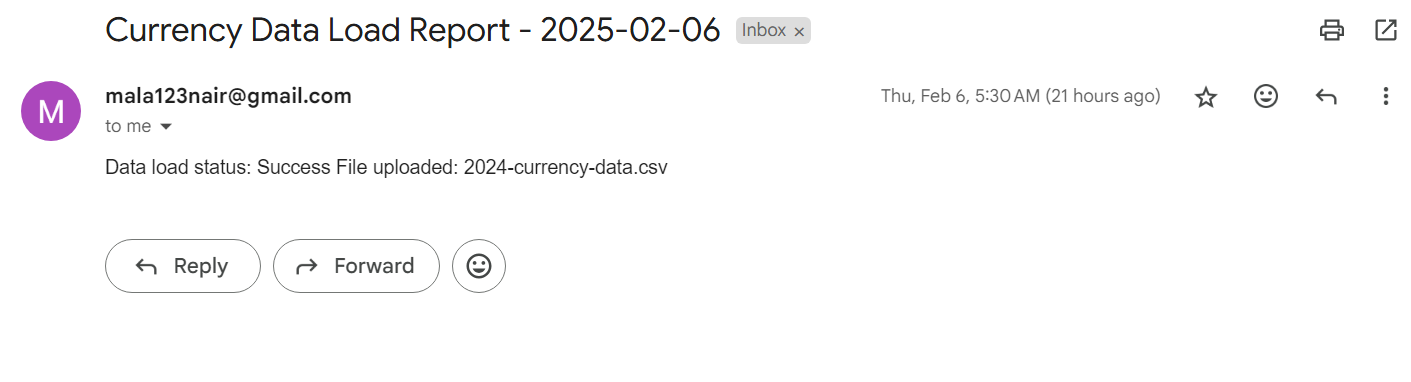 Currency Data Load Report - 2025-02-06 Inbox ×
M mala123nair@gmail.com Thu, Feb 6, 5:30 AM (21 hours ago)
to me
Data load status: Success File uploaded: 2024-currency-data.csv
Reply Forward